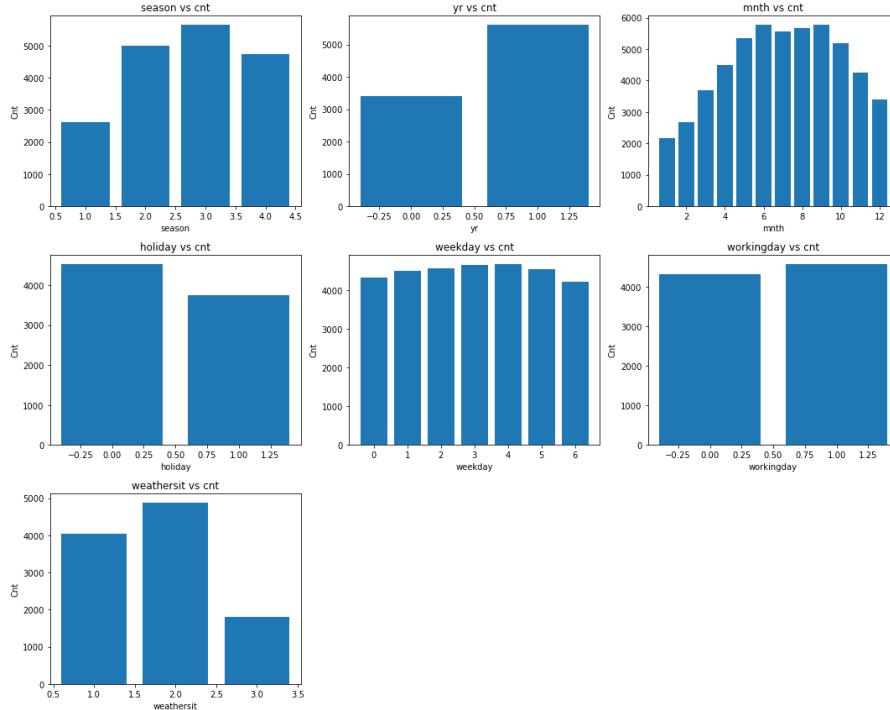 season vs cnt
5000
4000
3000
2000
1000
0
Cnt
0.5 1.0 1.5 2.0 2.5 3.0 3.5 4.0 4.5
season
yr vs cnt
5000
4000
3000
2000
1000
0
Cnt
−0.25 0.00 0.25 0.50 0.75 1.00 1.25
yr
mnth vs cnt
6000
5000
4000
3000
2000
1000
0
Cnt
2 4 6 8 10 12
mnth
holiday vs cnt
4000
3000
2000
1000
0
Cnt
−0.25 0.00 0.25 0.50 0.75 1.00 1.25
holiday
weekday vs cnt
4000
3000
2000
1000
0
Cnt
0 1 2 3 4 5 6
weekday
workingday vs cnt
4000
3000
2000
1000
0
Cnt
−0.25 0.00 0.25 0.50 0.75 1.00 1.25
workingday
weathersit vs cnt
5000
4000
3000
2000
1000
0
Cnt
0.5 1.0 1.5 2.0 2.5 3.0 3.5
weathersit